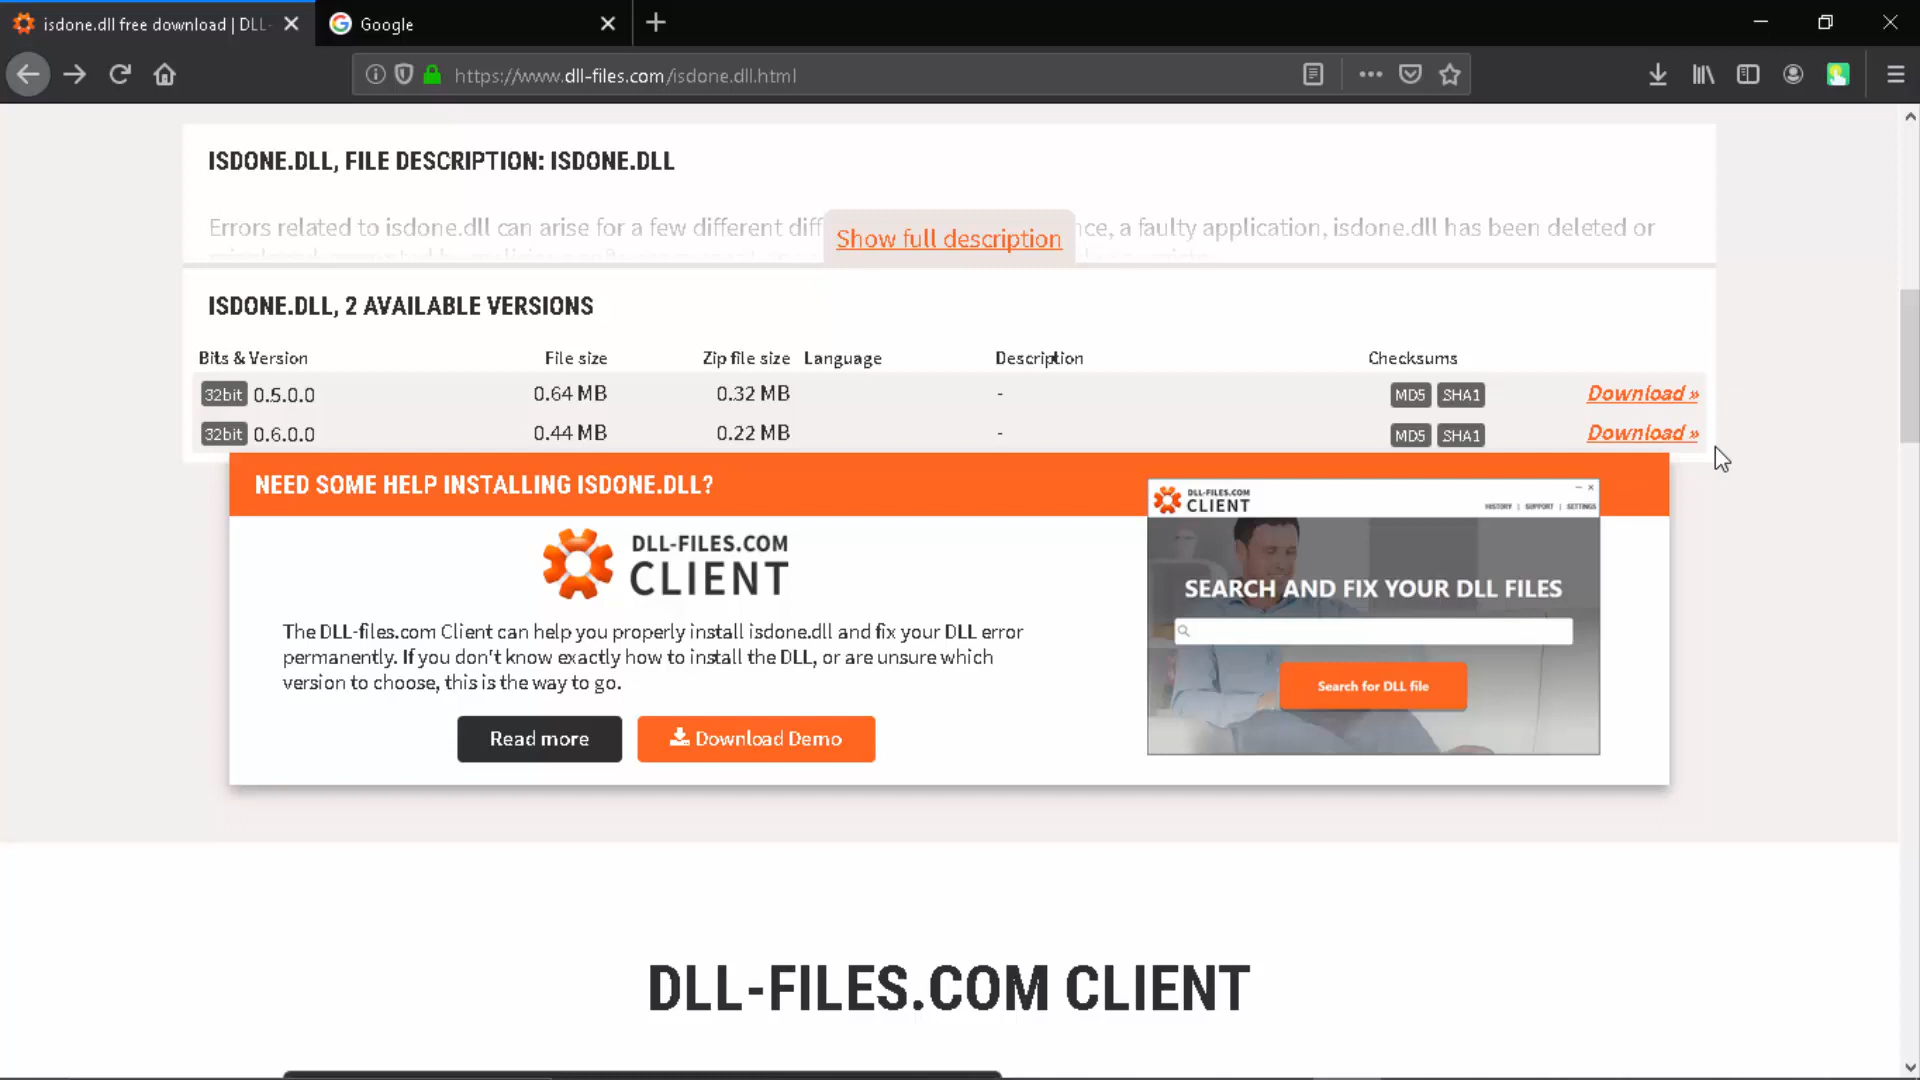 isdone.dll free download | DLL-
Google
https://www.dll-files.com/isdone.dll.html
ISDONE.DLL, FILE DESCRIPTION: ISDONE.DLL
Errors related to isdone.dll can arise for a few different diff
nce, a faulty application, isdone.dll has been deleted or
Show full description
ISDONE.DLL, 2 AVAILABLE VERSIONS
Bits & Version File size Zip file size Language Description Checksums
32bit 0.5.0.0 0.64 MB 0.32 MB - MD5 SHA1 Download »
32bit 0.6.0.0 0.44 MB 0.22 MB - MD5 SHA1 Download »
NEED SOME HELP INSTALLING ISDONE.DLL?
DLL-FILES.COM
CLIENT
The DLL-files.com Client can help you properly install isdone.dll and fix your DLL error
permanently. If you don't know exactly how to install the DLL, or are unsure which
version to choose, this is the way to go.
Read more
Download Demo
DLL-FILES.COM
CLIENT
HISTORY | SUPPORT | SETTINGS
SEARCH AND FIX YOUR DLL FILES
Search for DLL file
DLL-FILES.COM CLIENT